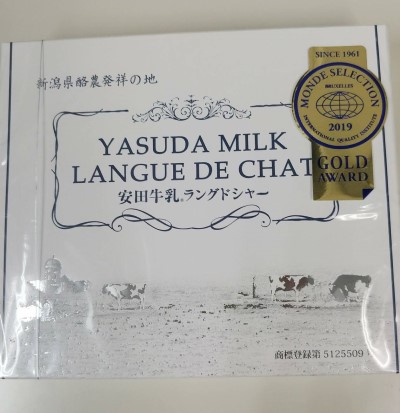 新潟県酪農発祥の地
SINCE 1961
MONDE SELECTION
BRUXELLES
INTERNATIONAL QUALITY INSTITUTE
2019
GOLD
AWARD
YASUDA MILK
LANGUE DE CHAT
安田牛乳®ラングドシャー
商標登録第 5125509